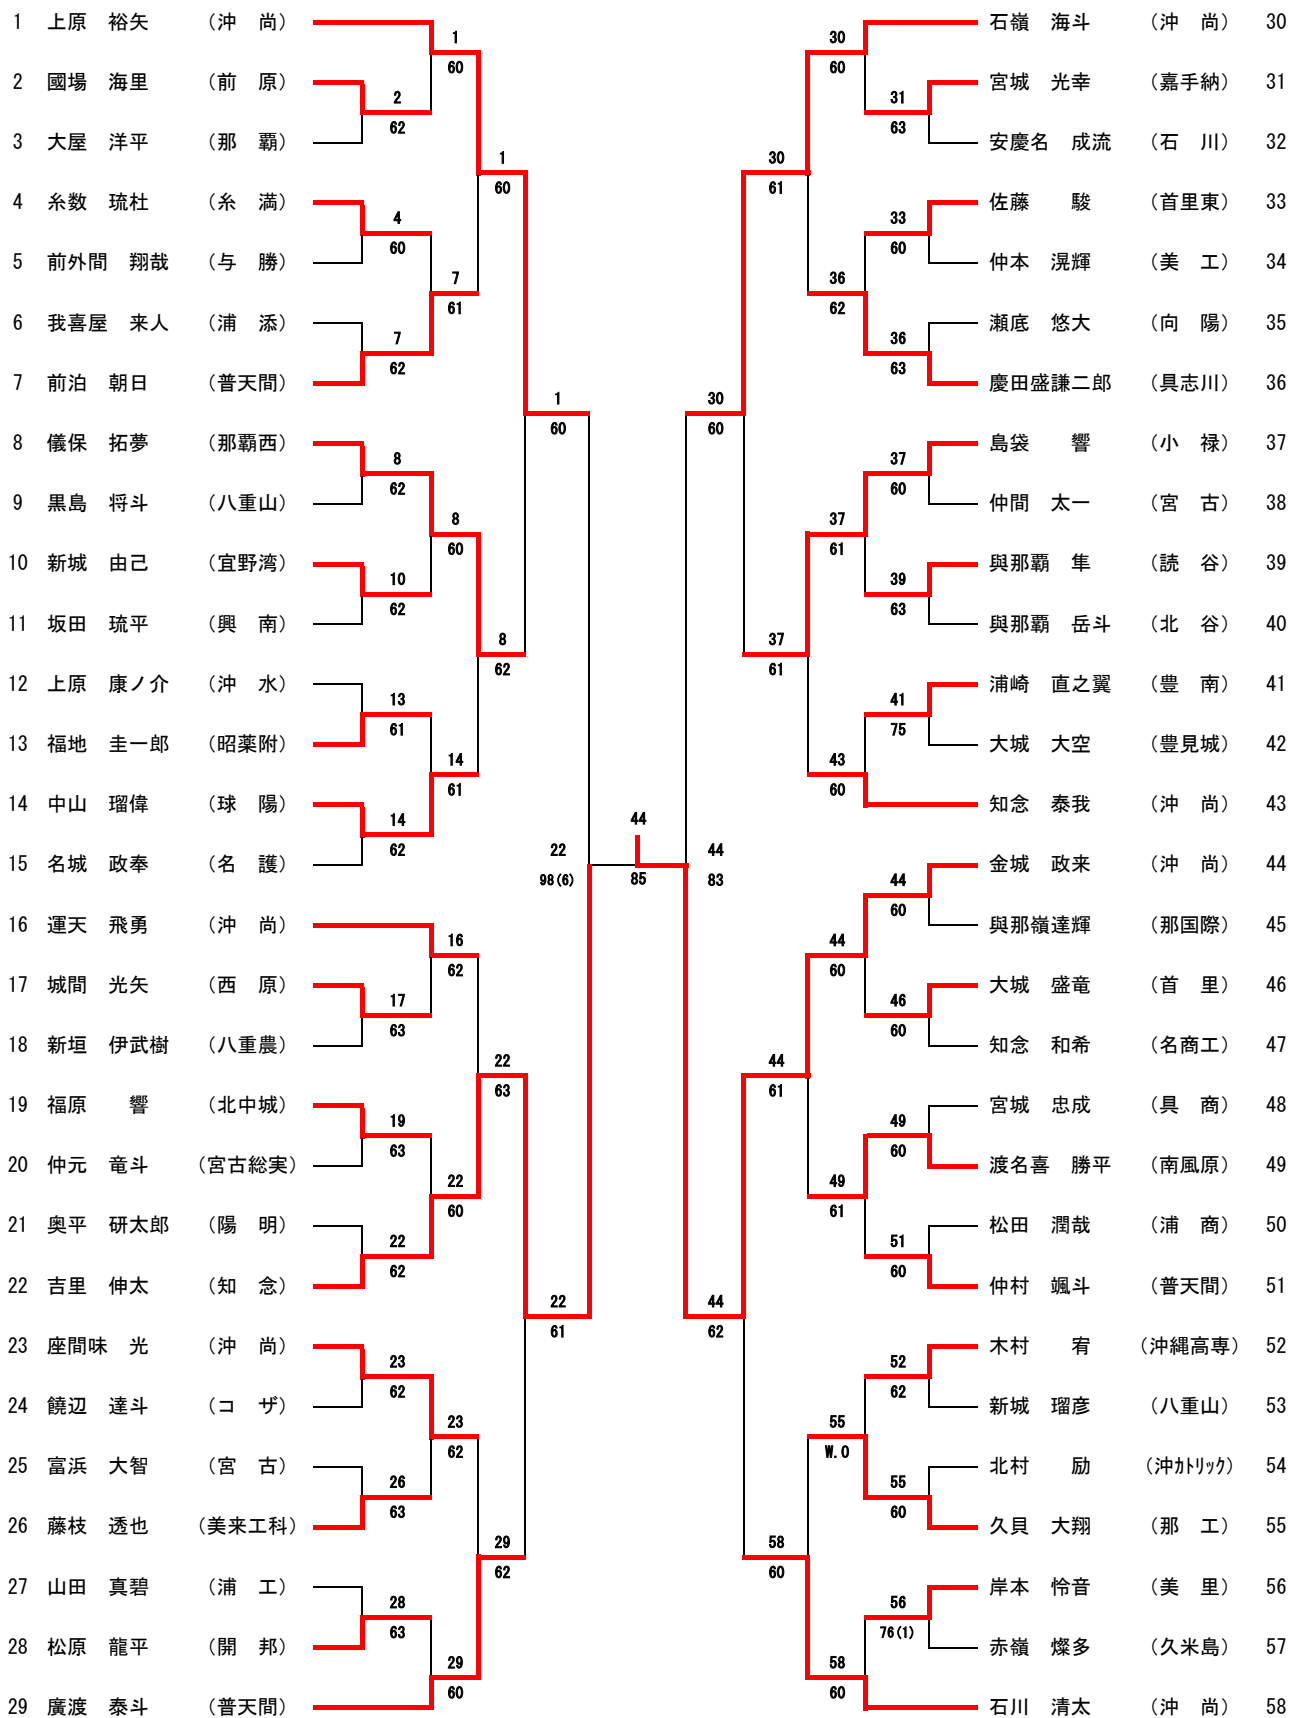 1 上原 裕矢 (沖 尚)
2 國場 海里 (前 原)
3 大屋 洋平 (那 覇)
4 糸数 琉杜 (糸 満)
5 前外間 翔哉 (与 勝)
6 我喜屋 来人 (浦 添)
7 前泊 朝日 (普天間)
8 儀保 拓夢 (那覇西)
9 黒島 将斗 (八重山)
10 新城 由己 (宜野湾)
11 坂田 琉平 (興 南)
12 上原 康ノ介 (沖 水)
13 福地 圭一郎 (昭薬附)
14 中山 瑠偉 (球 陽)
15 名城 政奉 (名 護)
16 運天 飛勇 (沖 尚)
17 城間 光矢 (西 原)
18 新垣 伊武樹 (八重農)
19 福原 響 (北中城)
20 仲元 竜斗 (宮古総実)
21 奥平 研太郎 (陽 明)
22 吉里 伸太 (知 念)
23 座間味 光 (沖 尚)
24 饒辺 達斗 (コ ザ)
25 富浜 大智 (宮 古)
26 藤枝 透也 (美来工科)
27 山田 真碧 (浦 工)
28 松原 龍平 (開 邦)
29 廣渡 泰斗 (普天間)
2
62
4
60
7
62
8
62
10
62
13
61
14
62
17
63
19
63
22
62
23
62
26
63
28
63
1
60
7
61
8
60
14
61
16
62
22
60
23
62
29
60
1
60
8
62
22
63
29
62
1
60
22
61
22
98(6)
44
85
44
83
30
60
44
62
30
61
37
61
44
61
58
60
30
60
36
62
37
61
43
60
44
60
49
61
55
W.O
58
60
31
63
33
60
36
63
37
60
39
63
41
75
44
60
46
60
49
60
51
60
52
62
55
60
56
76(1)
石嶺 海斗 (沖 尚) 30
宮城 光幸 (嘉手納) 31
安慶名 成流 (石 川) 32
佐藤 駿 (首里東) 33
仲本 滉輝 (美 工) 34
瀬底 悠大 (向 陽) 35
慶田盛謙二郎 (具志川) 36
島袋 響 (小 禄) 37
仲間 太一 (宮 古) 38
與那覇 隼 (読 谷) 39
與那覇 岳斗 (北 谷) 40
浦崎 直之翼 (豊 南) 41
大城 大空 (豊見城) 42
知念 泰我 (沖 尚) 43
金城 政来 (沖 尚) 44
與那嶺達輝 (那国際) 45
大城 盛竜 (首 里) 46
知念 和希 (名商工) 47
宮城 忠成 (具 商) 48
渡名喜 勝平 (南風原) 49
松田 潤哉 (浦 商) 50
仲村 颯斗 (普天間) 51
木村 宥 (沖縄高専) 52
新城 瑠彦 (八重山) 53
北村 励 (沖ｶﾄﾘｯｸ) 54
久貝 大翔 (那 工) 55
岸本 怜音 (美 里) 56
赤嶺 燦多 (久米島) 57
石川 清太 (沖 尚) 58